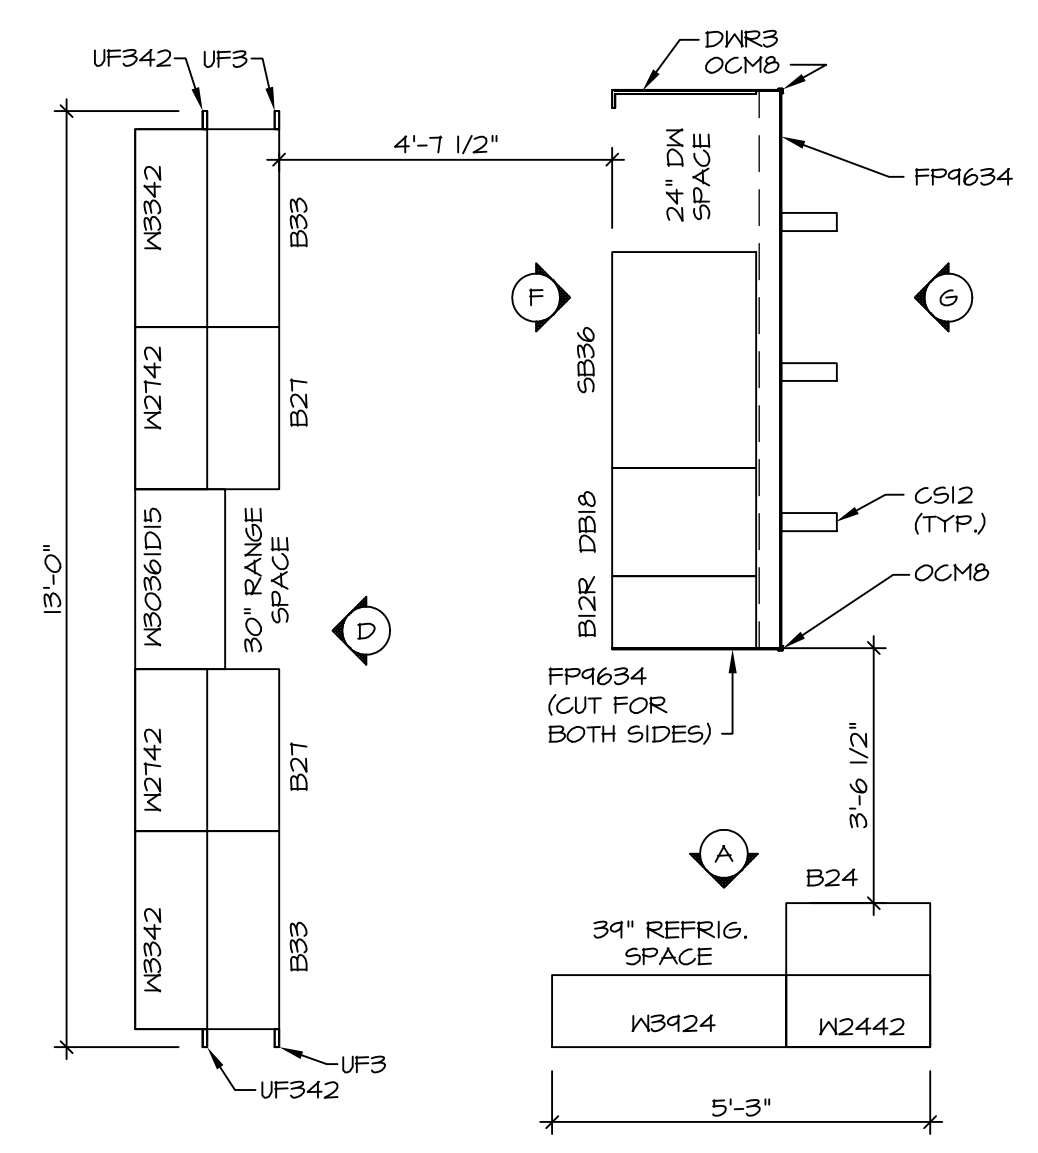 UF342
UF3
DWR3
OCM8
4'-7 1/2"
24" DW
SPACE
FP9634
W3342
B33
F
G
W2742
B27
SB36
13'-0"
W30361D15
30" RANGE
SPACE
D
DB18
B12R
CS12
(TYP.)
OCM8
FP9634
(CUT FOR
BOTH SIDES)
W2742
B27
3'-6 1/2"
A
B24
W3342
B33
39" REFRIG.
SPACE
W3924
W2442
UF3
UF342
5'-3"